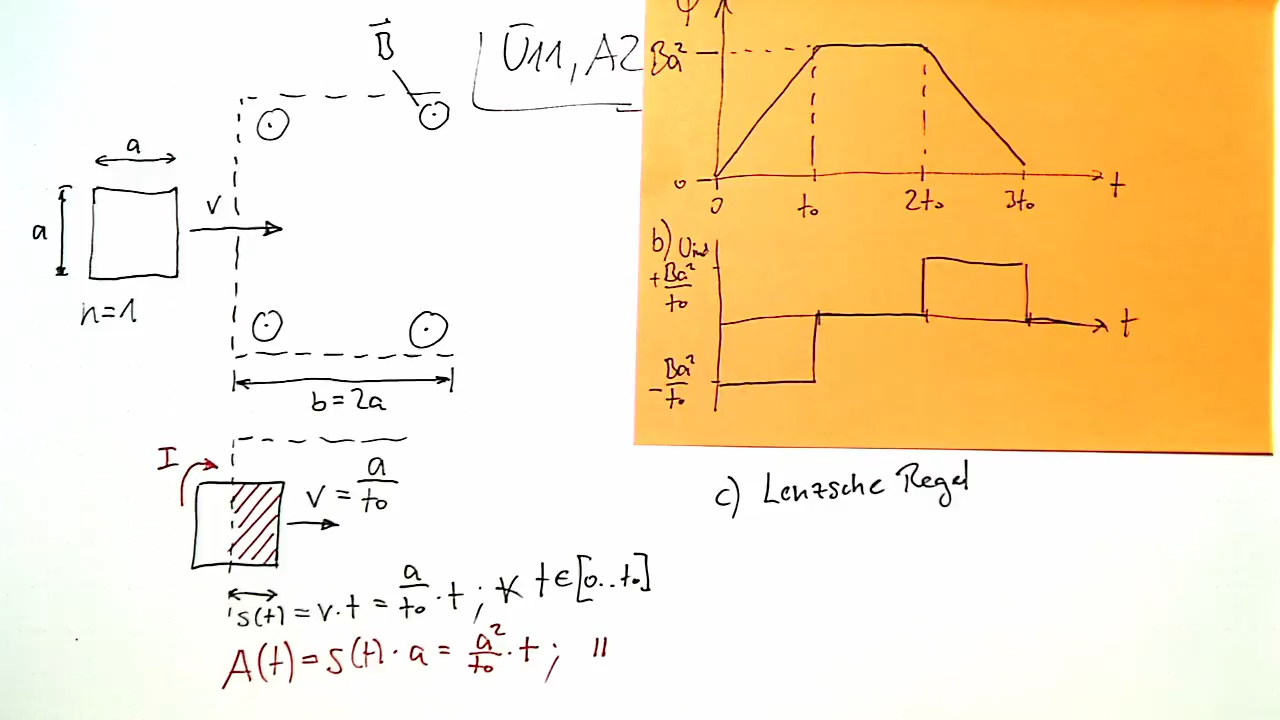 B⃗
Ü11, A2
a
a
v
n=1
b=2a
I
v = a/t₀
s(t) = v·t = a/t₀ · t ; t ∈ [0..t₀]
A(t) = s(t) · a = a²/t₀ · t ; "
φ
Ba²
0
0 t₀ 2t₀ 3t₀ t
b) Uind
+Ba²/t₀
t
-Ba²/t₀
c) Lenzsche Regel